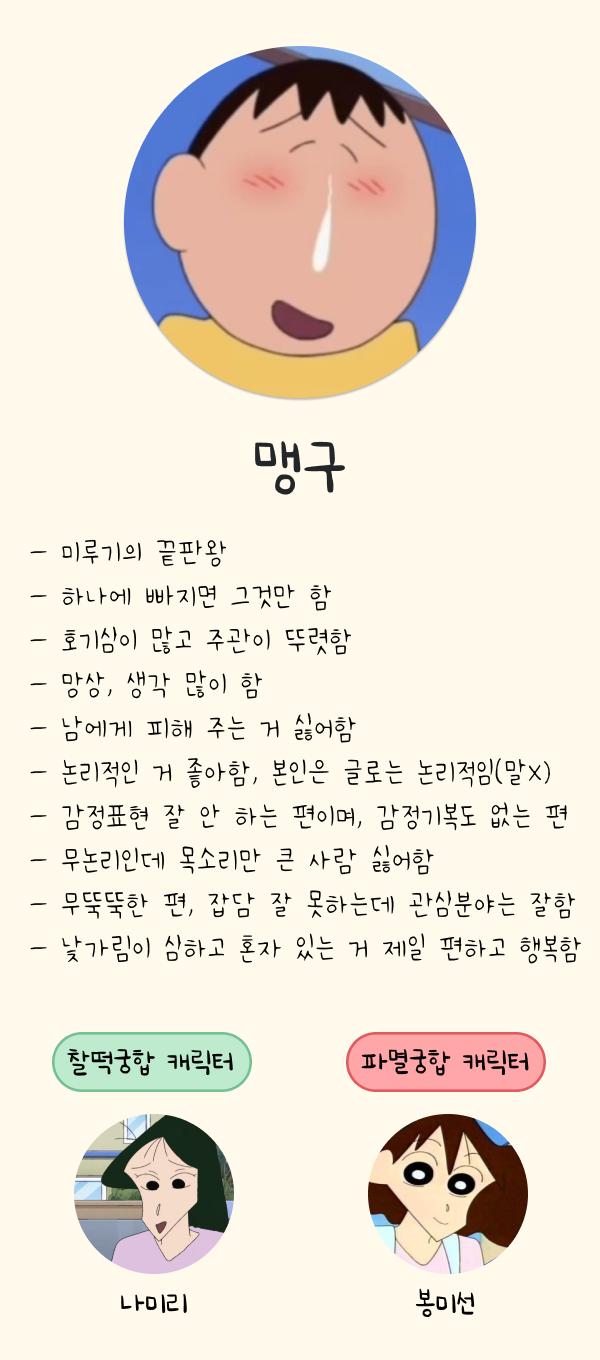 맹구
- 미루기의 끝판왕
- 하나에 빠지면 그것만 함
- 호기심이 많고 주관이 뚜렷함
- 망상, 생각 많이 함
- 남에게 피해 주는 거 싫어함
- 논리적인 거 좋아함, 본인은 글로는 논리적임(말X)
- 감정표현 잘 안 하는 편이며, 감정기복도 없는 편
- 무논리인데 목소리만 큰 사람 싫어함
- 무뚝뚝한 편, 잡담 잘 못하는데 관심분야는 잘함
- 낯가림이 심하고 혼자 있는 거 제일 편하고 행복함
찰떡궁합 캐릭터
파멸궁합 캐릭터
나미리
봉미선